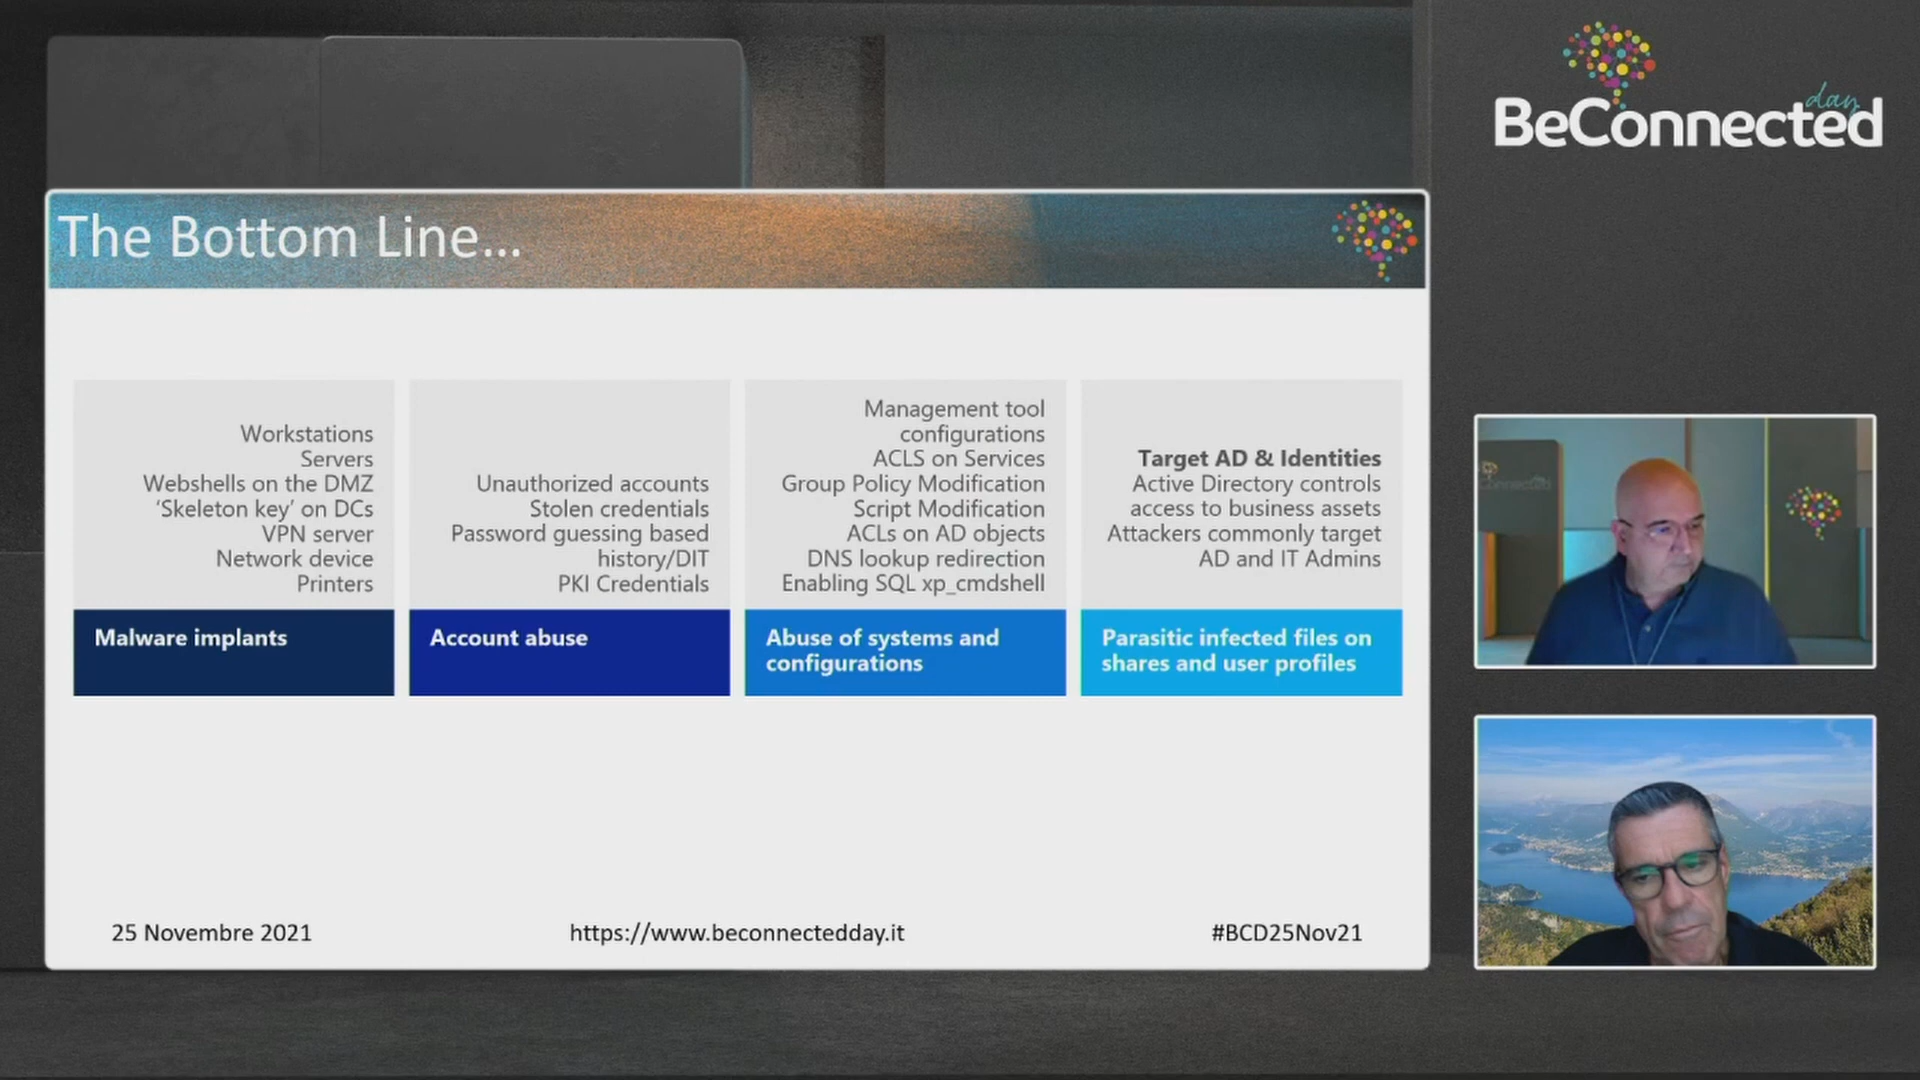 day
BeConnected
The Bottom Line...
Workstations
Servers
Webshells on the DMZ
‘Skeleton key’ on DCs
VPN server
Network device
Printers
Malware implants
Unauthorized accounts
Stolen credentials
Password guessing based
history/DIT
PKI Credentials
Account abuse
Management tool
configurations
ACLS on Services
Group Policy Modification
Script Modification
ACLs on AD objects
DNS lookup redirection
Enabling SQL xp_cmdshell
Abuse of systems and
configurations
Target AD & Identities
Active Directory controls
access to business assets
Attackers commonly target
AD and IT Admins
Parasitic infected files on
shares and user profiles
25 Novembre 2021
https://www.beconnectedday.it
#BCD25Nov21